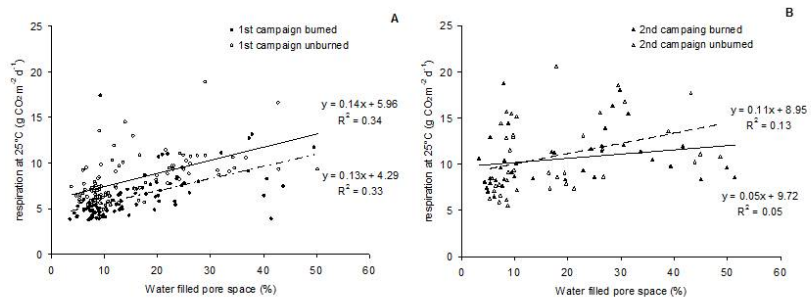 A
• 1st campaign burned
○ 1st campaign unburned
respiration at 25°C (g CO₂m⁻² d⁻¹)
25
20
15
10
5
0
y = 0.14x + 5.96
R² = 0.34
y = 0.13x + 4.29
R² = 0.33
0 10 20 30 40 50 60
Water filled pore space (%)
B
▲ 2nd campaing burned
△ 2nd campaign unburned
respiration at 25°C (g CO₂m⁻² d⁻¹)
25
20
15
10
5
0
y = 0.11x + 8.95
R² = 0.13
y = 0.05x + 9.72
R² = 0.05
0 10 20 30 40 50 60
Water filled pore space (%)